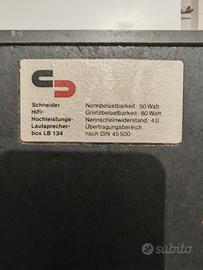 Schneider
HiFi-
Hochleistungs-
Lautsprecher-
box LB 134
Nennbelastbarkeit: 50 Watt
Grenzbelastbarkeit: 80 Watt
Nennscheinwiderstand: 4Ω
Übertragungsbereich
nach DIN 45 500
subito